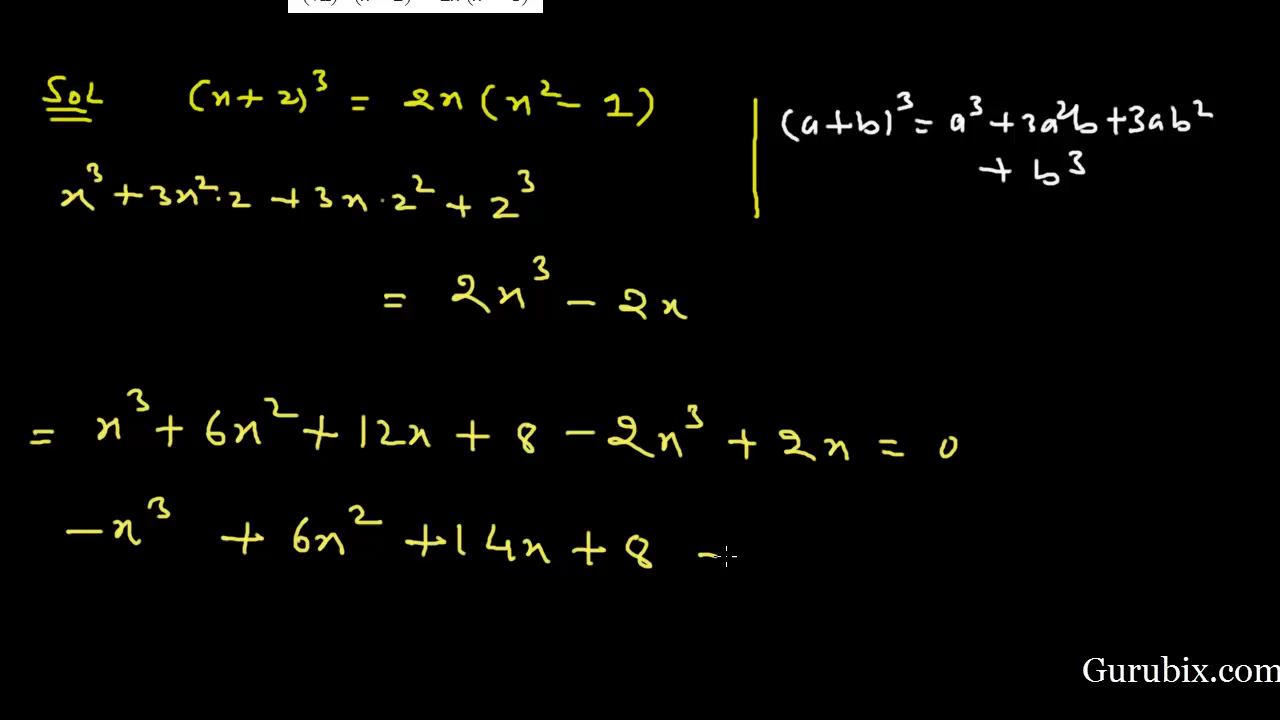 Sol (x+2)³ = 2x(x²-1)
(a+b)³ = a³+3a²b+3ab²
+ b³
x³+3x²·2+3x·2²+2³
= 2x³-2x
= x³+6x²+12x+8-2x³+2x=0
-x³+6x²+14x+8 -
Gurubix.com